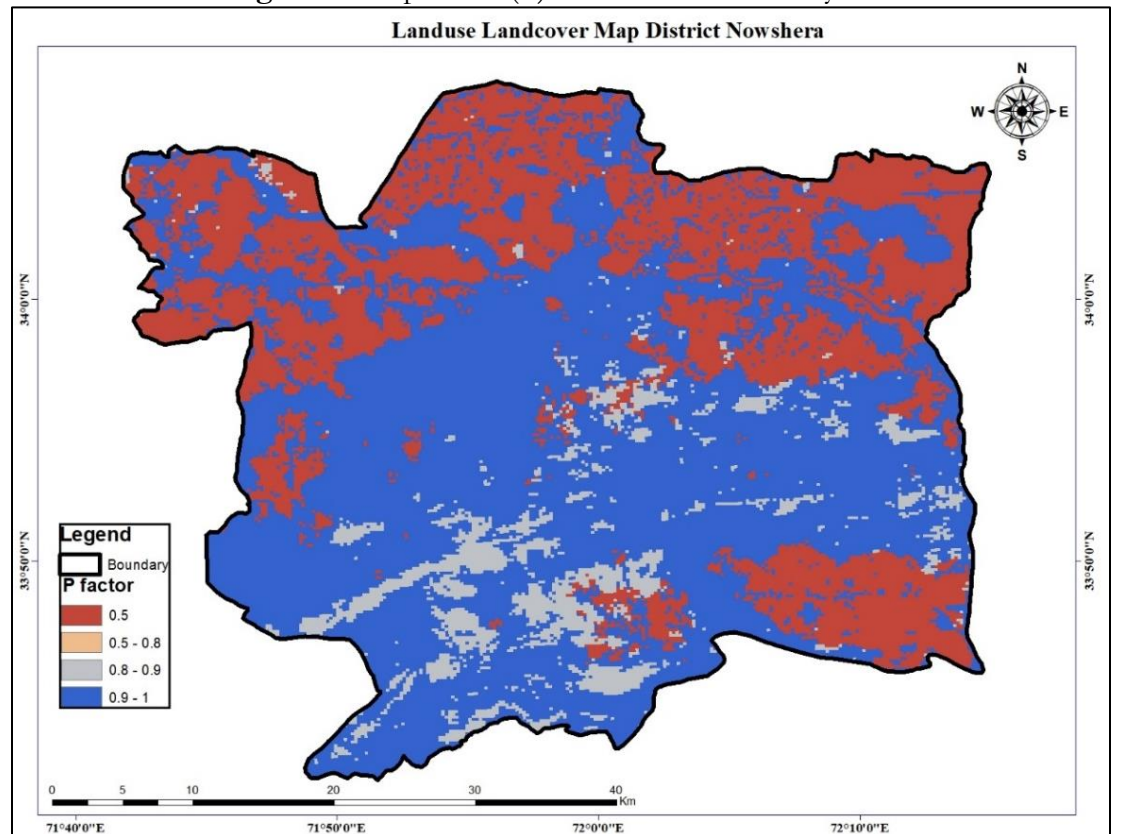 Landuse Landcover Map District Nowshera
N
W E
S
34°0'0"N 34°0'0"N
33°50'0"N 33°50'0"N
Legend
Boundary
P factor
0.5
0.5 - 0.8
0.8 - 0.9
0.9 - 1
0 5 10 20 30 40
Km
71°40'0"E 71°50'0"E 72°0'0"E 72°10'0"E